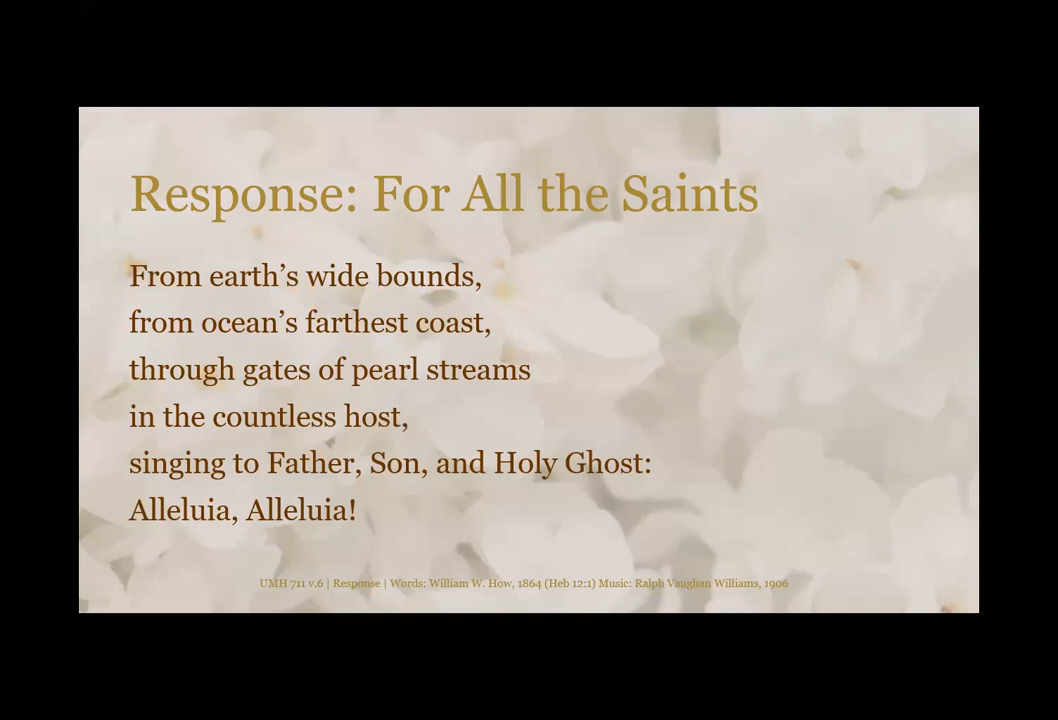 Response: For All the Saints
From earth’s wide bounds,
from ocean’s farthest coast,
through gates of pearl streams
in the countless host,
singing to Father, Son, and Holy Ghost:
Alleluia, Alleluia!
UMH 711 v.6 | Response | Words: William W. How, 1864 (Heb 12:1) Music: Ralph Vaughan Williams, 1906